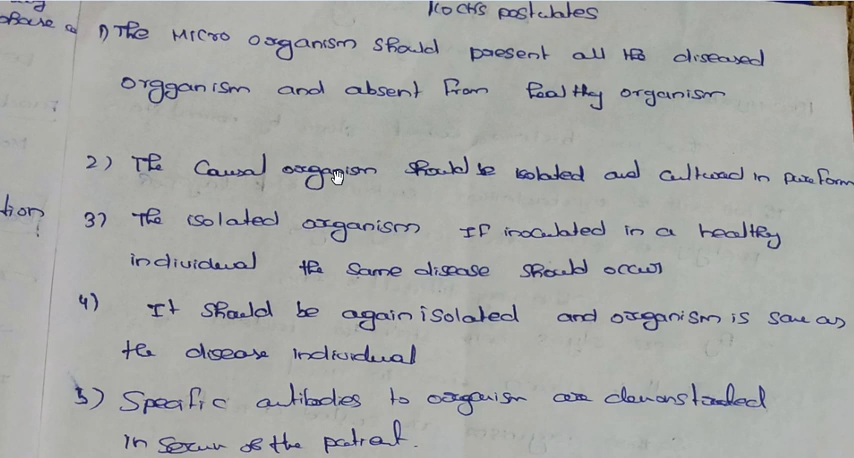 KOCHS postulates
1) The MICro organism should present all the diseased
orgganism and absent from healthy organism
2) The Causal organism should be isolated and cultured in pure form
tion
3) The isolated organism If inoculated in a healthy
individual the same disease should occur
4) It should be again isolated and organism is same as
the disease individual
5) Specific antibodies to organism are demonstraded
In serum of the patient.